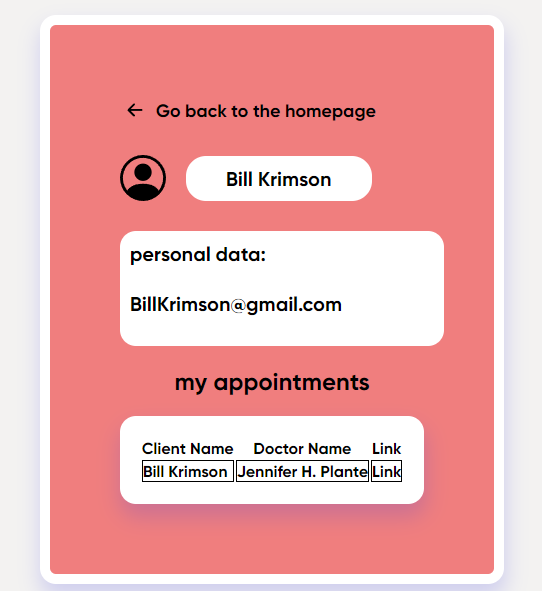 ← Go back to the homepage
Bill Krimson
personal data:
BillKrimson@gmail.com
my appointments
Client Name Doctor Name Link
Bill Krimson Jennifer H. Plante Link